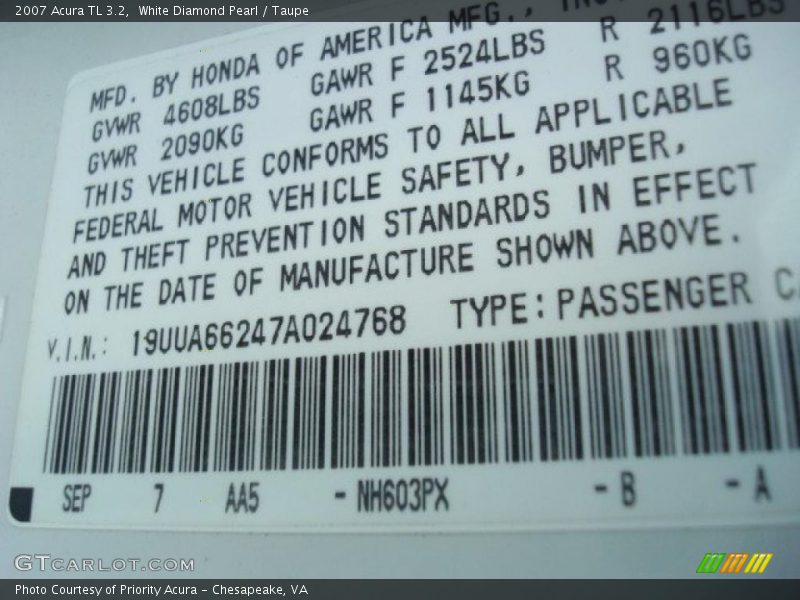 2007 Acura TL 3.2, White Diamond Pearl / Taupe
MFD. BY HONDA OF AMERICA MFG., INC
GVWR 4608LBS GAWR F 2524LBS R 2116LBS
GVWR 2090KG GAWR F 1145KG R 960KG
THIS VEHICLE CONFORMS TO ALL APPLICABLE
FEDERAL MOTOR VEHICLE SAFETY, BUMPER,
AND THEFT PREVENTION STANDARDS IN EFFECT
ON THE DATE OF MANUFACTURE SHOWN ABOVE.
V.I.N.: 19UUA66247A024768 TYPE: PASSENGER
SEP 7 AA5 - NH603PX - B - A
GTCARLOT.COM
Photo Courtesy of Priority Acura - Chesapeake, VA